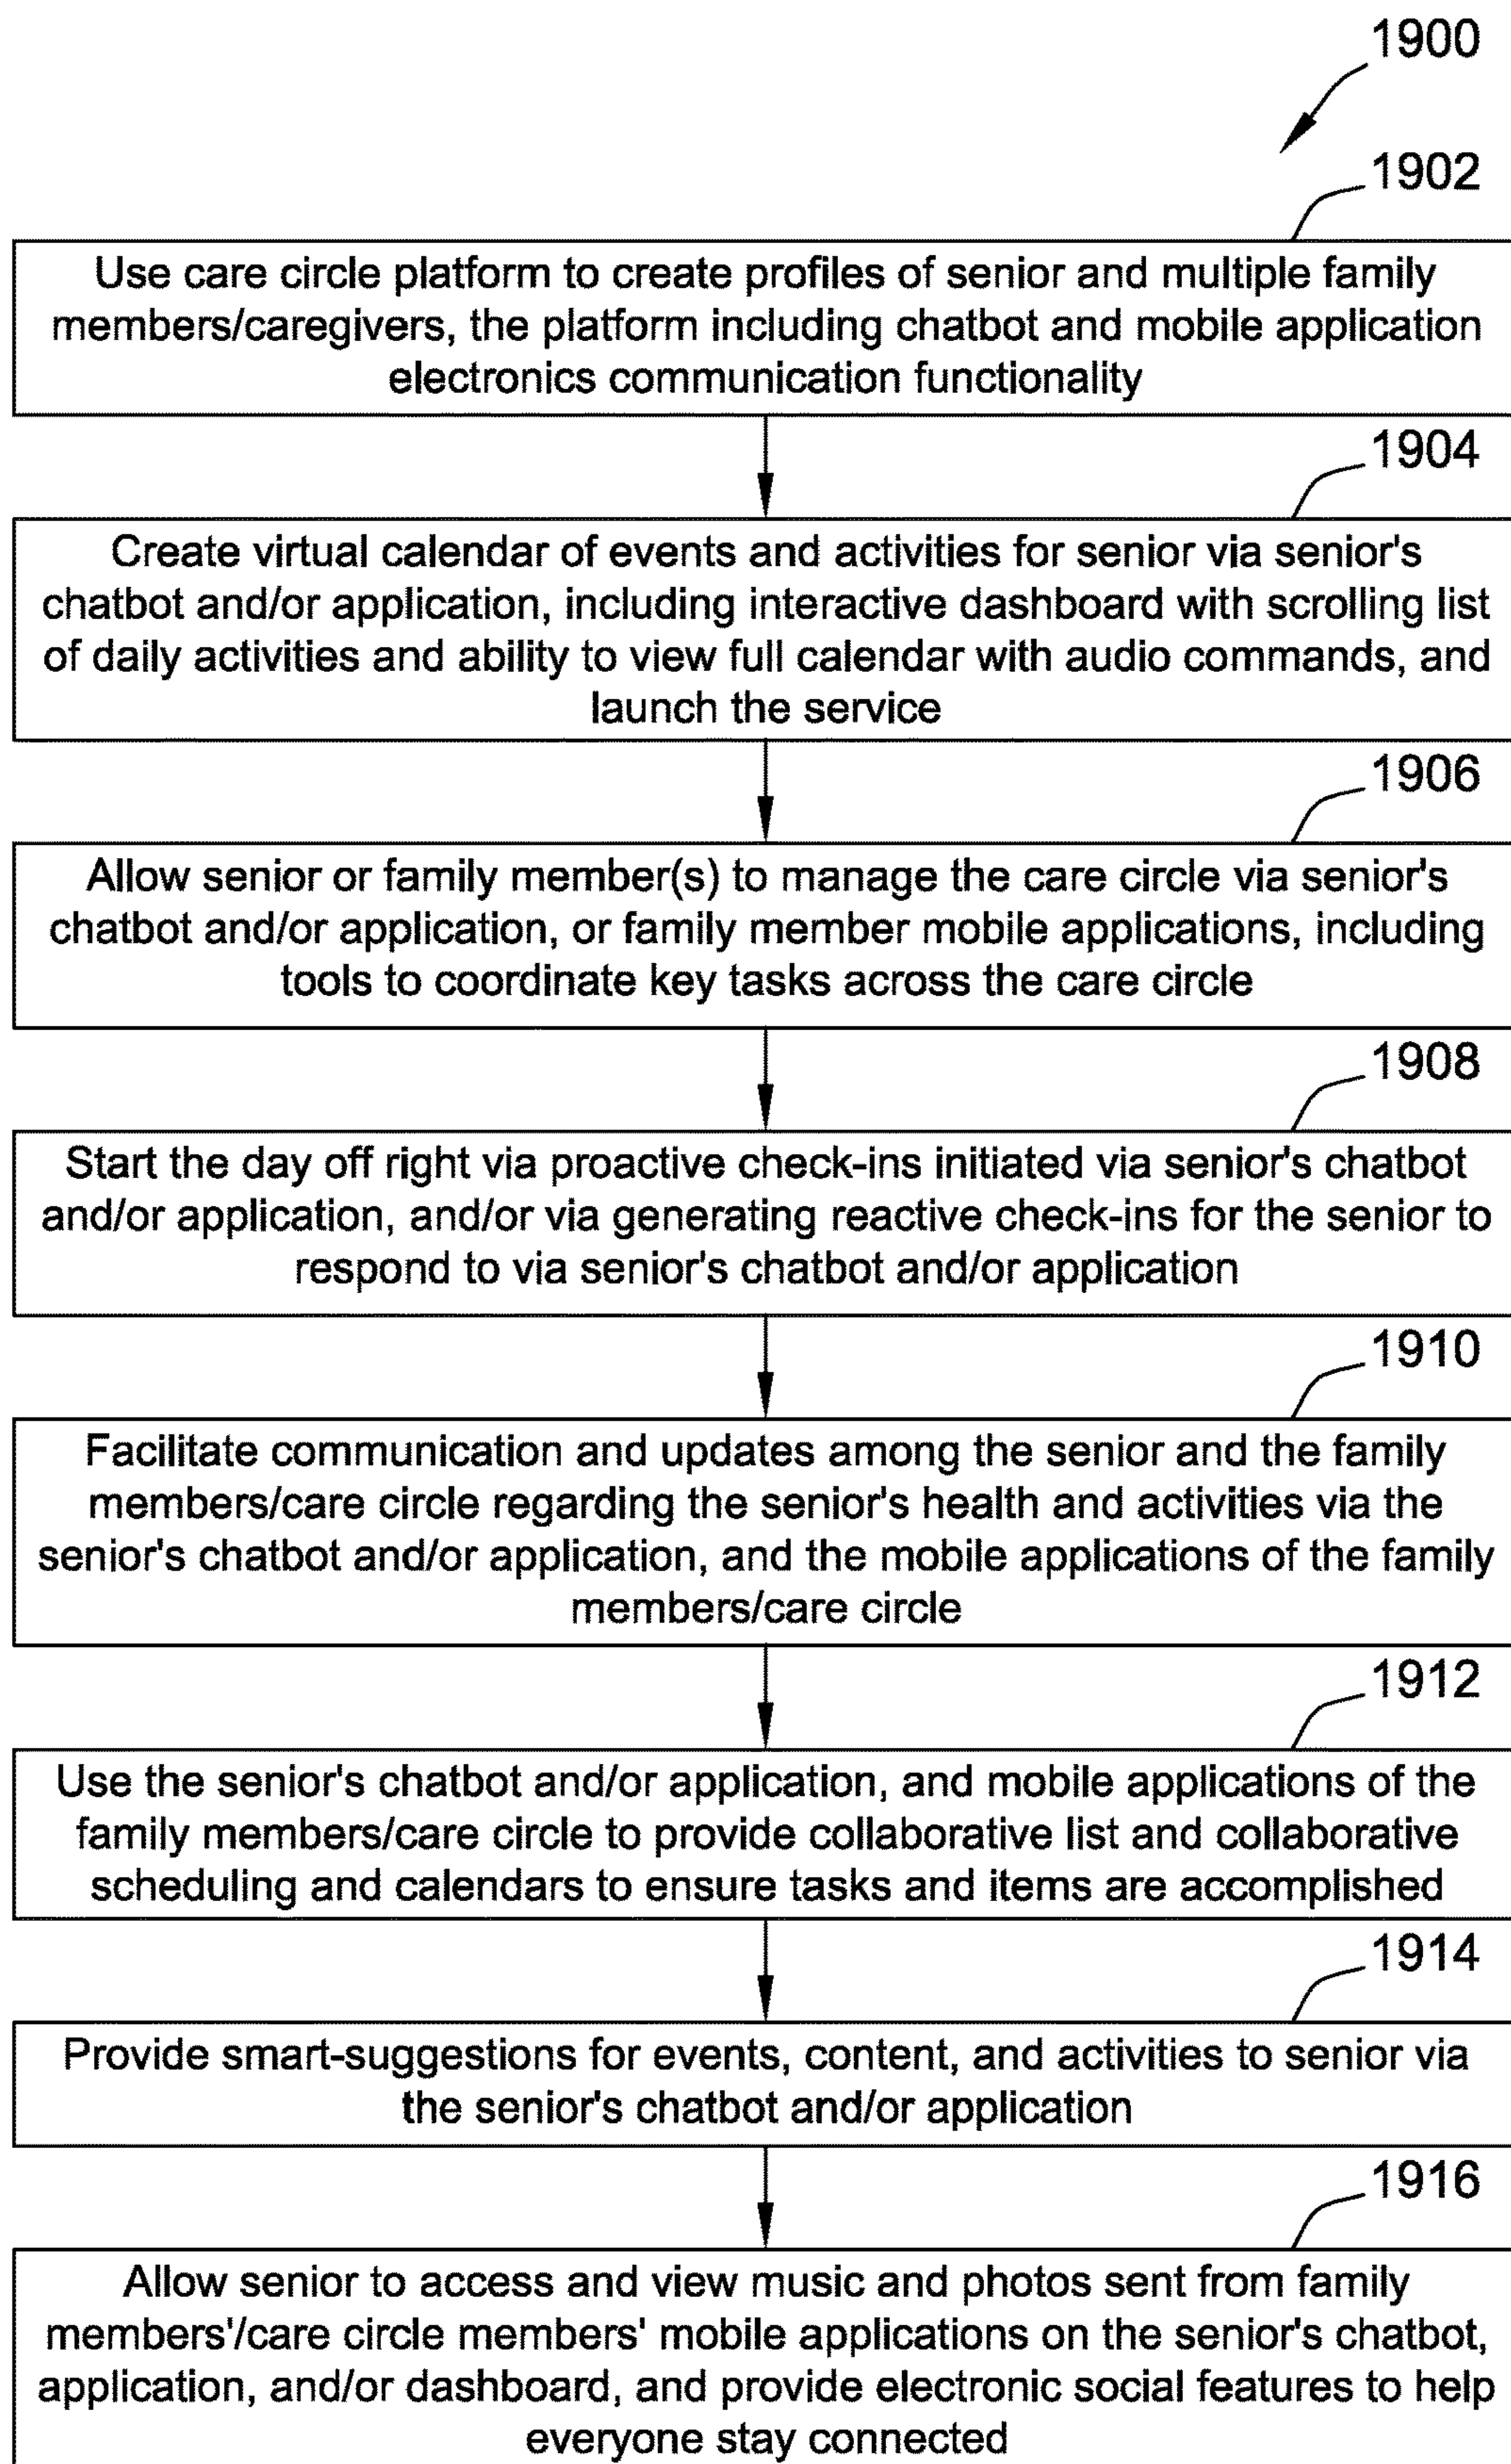 1900
1902
Use care circle platform to create profiles of senior and multiple family
members/caregivers, the platform including chatbot and mobile application
electronics communication functionality
1904
Create virtual calendar of events and activities for senior via senior's
chatbot and/or application, including interactive dashboard with scrolling list
of daily activities and ability to view full calendar with audio commands, and
launch the service
1906
Allow senior or family member(s) to manage the care circle via senior's
chatbot and/or application, or family member mobile applications, including
tools to coordinate key tasks across the care circle
1908
Start the day off right via proactive check-ins initiated via senior's chatbot
and/or application, and/or via generating reactive check-ins for the senior to
respond to via senior's chatbot and/or application
1910
Facilitate communication and updates among the senior and the family
members/care circle regarding the senior's health and activities via the
senior's chatbot and/or application, and the mobile applications of the family
members/care circle
1912
Use the senior's chatbot and/or application, and mobile applications of the
family members/care circle to provide collaborative list and collaborative
scheduling and calendars to ensure tasks and items are accomplished
1914
Provide smart-suggestions for events, content, and activities to senior via
the senior's chatbot and/or application
1916
Allow senior to access and view music and photos sent from family
members'/care circle members' mobile applications on the senior's chatbot,
application, and/or dashboard, and provide electronic social features to help
everyone stay connected